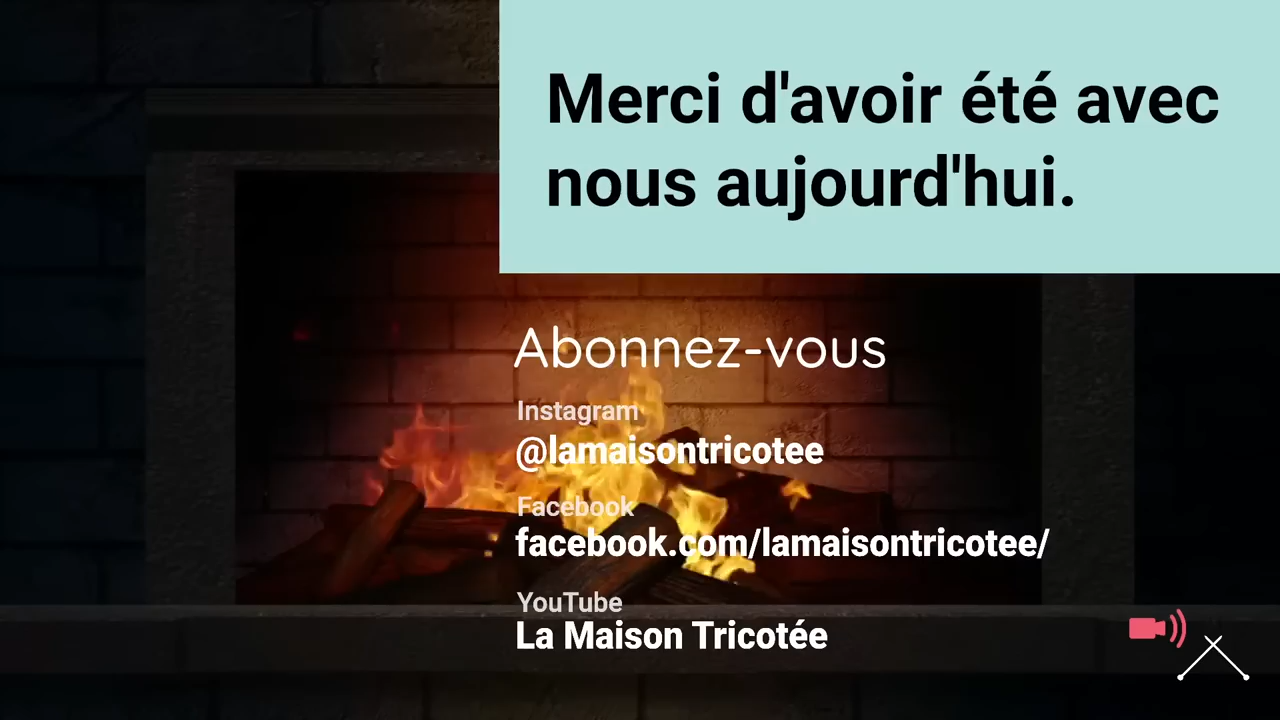 Merci d'avoir été avec
nous aujourd'hui.
Abonnez-vous
Instagram
@lamaisontricotee
Facebook
facebook.com/lamaisontricotee/
YouTube
La Maison Tricotée